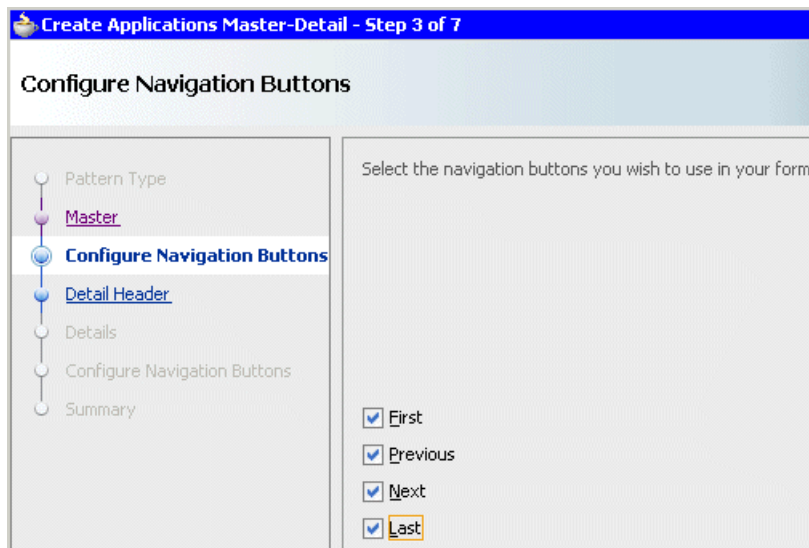 Create Applications Master-Detail - Step 3 of 7
Configure Navigation Buttons
Pattern Type
Master
Configure Navigation Buttons
Detail Header
Details
Configure Navigation Buttons
Summary
Select the navigation buttons you wish to use in your form
First
Previous
Next
Last